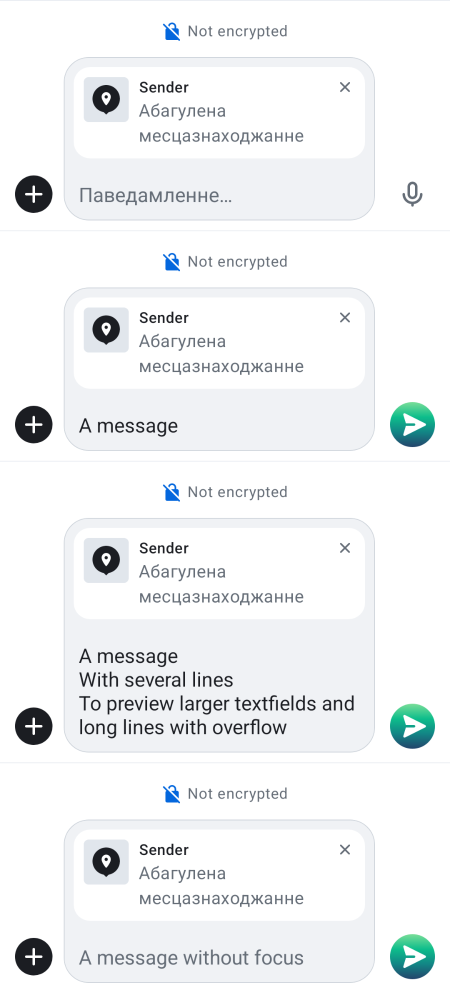 Not encrypted
Sender
Абагулена
месцазнаходжанне
Паведамленне…
Not encrypted
Sender
Абагулена
месцазнаходжанне
A message
Not encrypted
Sender
Абагулена
месцазнаходжанне
A message
With several lines
To preview larger textfields and
long lines with overflow
Not encrypted
Sender
Абагулена
месцазнаходжанне
A message without focus